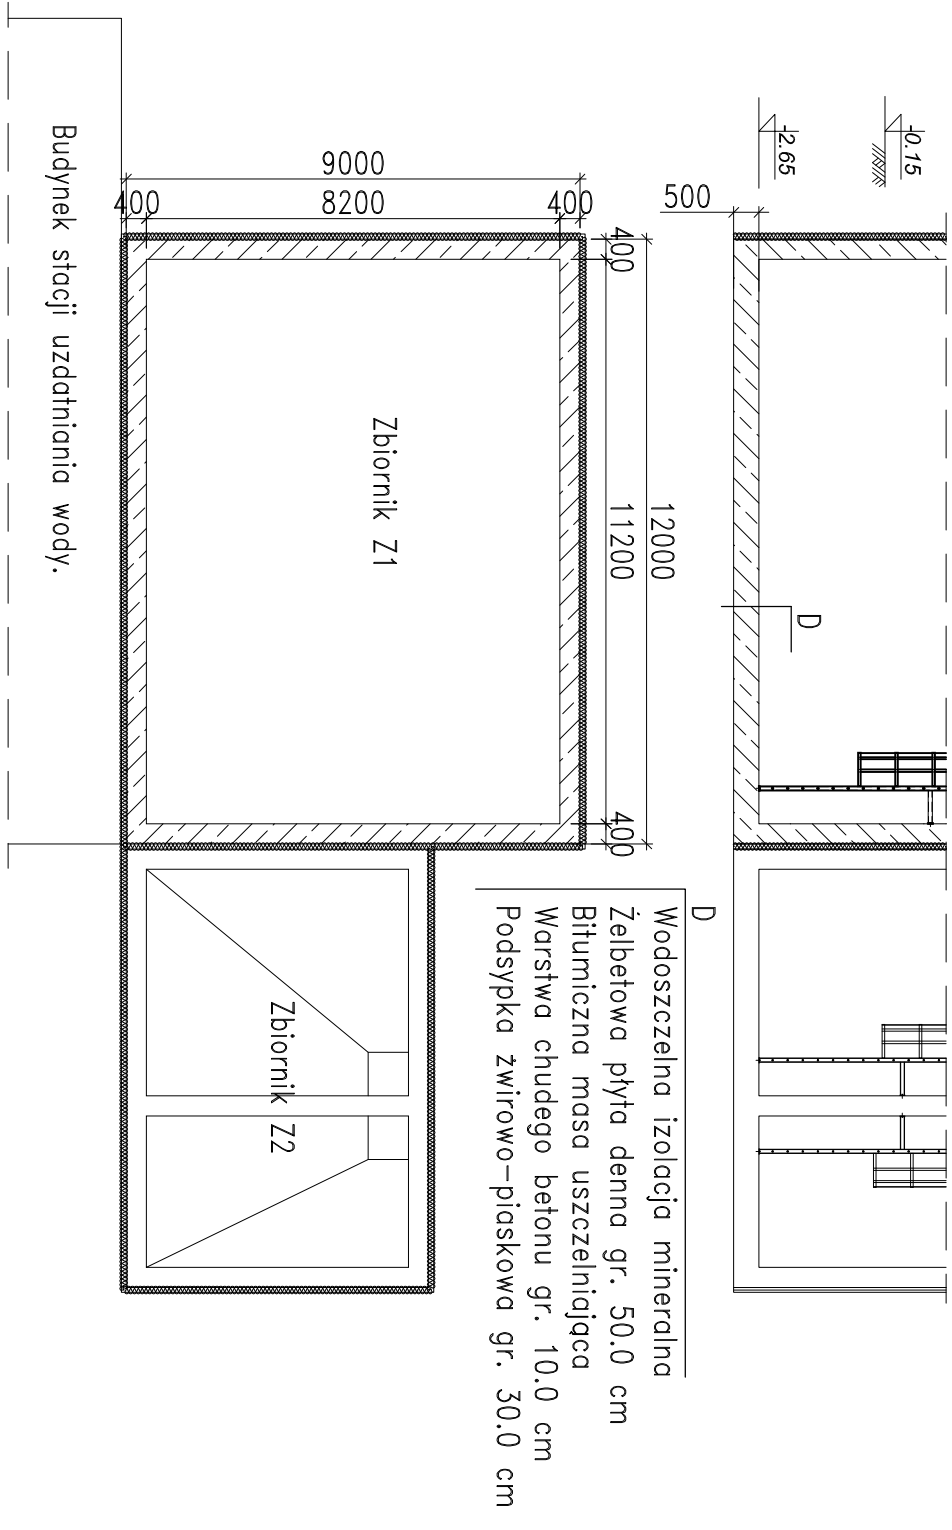 -0.15
-2.65
500
D
12000
11200
400
400
9000
400
8200
400
Zbiornik Z1
Zbiornik Z2
D
Wodoszczelna izolacja mineralna
Żelbetowa płyta denna gr. 50.0 cm
Bitumiczna masa uszczelniająca
Warstwa chudego betonu gr. 10.0 cm
Podsypka żwirowo-piaskowa gr. 30.0 cm
Budynek stacji uzdatniania wody.